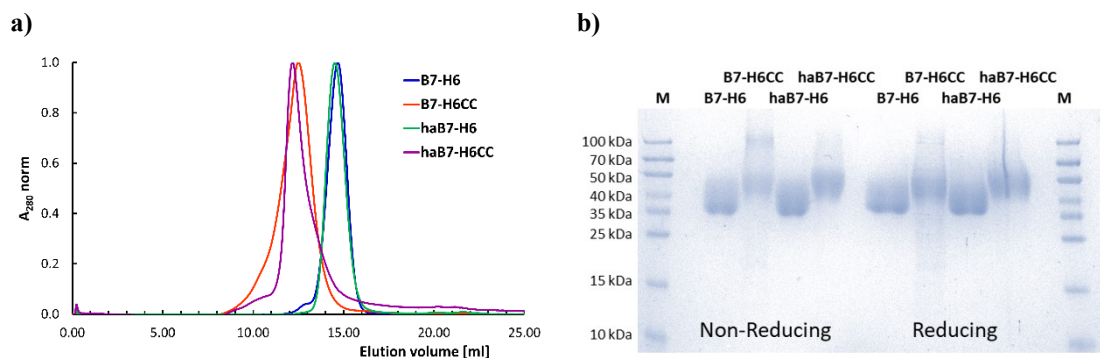 a)
1.0
0.8
0.6
0.4
0.2
0.0
A280 norm
0.00
5.00
10.00
15.00
20.00
25.00
Elution volume [ml]
B7-H6
B7-H6CC
haB7-H6
haB7-H6CC
b)
B7-H6CC haB7-H6CC B7-H6CC haB7-H6CC
M B7-H6 haB7-H6 B7-H6 haB7-H6 M
100 kDa
70 kDa
50 kDa
40 kDa
35 kDa
25 kDa
15 kDa
10 kDa
Non-Reducing Reducing